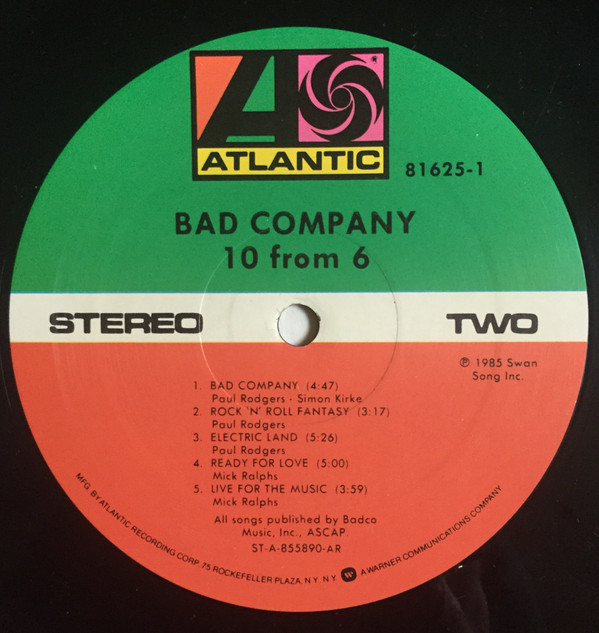 ATLANTIC
81625-1
BAD COMPANY
10 from 6
STEREO
TWO
℗ 1985 Swan
Song Inc.
1. BAD COMPANY (4:47)
Paul Rodgers - Simon Kirke
2. ROCK 'N' ROLL FANTASY (3:17)
Paul Rodgers
3. ELECTRIC LAND (5:26)
Paul Rodgers
4. READY FOR LOVE (5:00)
Mick Ralphs
5. LIVE FOR THE MUSIC (3:59)
Mick Ralphs
All songs published by Badco
Music, Inc., ASCAP.
ST-A-855890-AR
MFG. BY ATLANTIC RECORDING CORP., 75 ROCKEFELLER PLAZA, N.Y., N.Y. A WARNER COMMUNICATIONS COMPANY